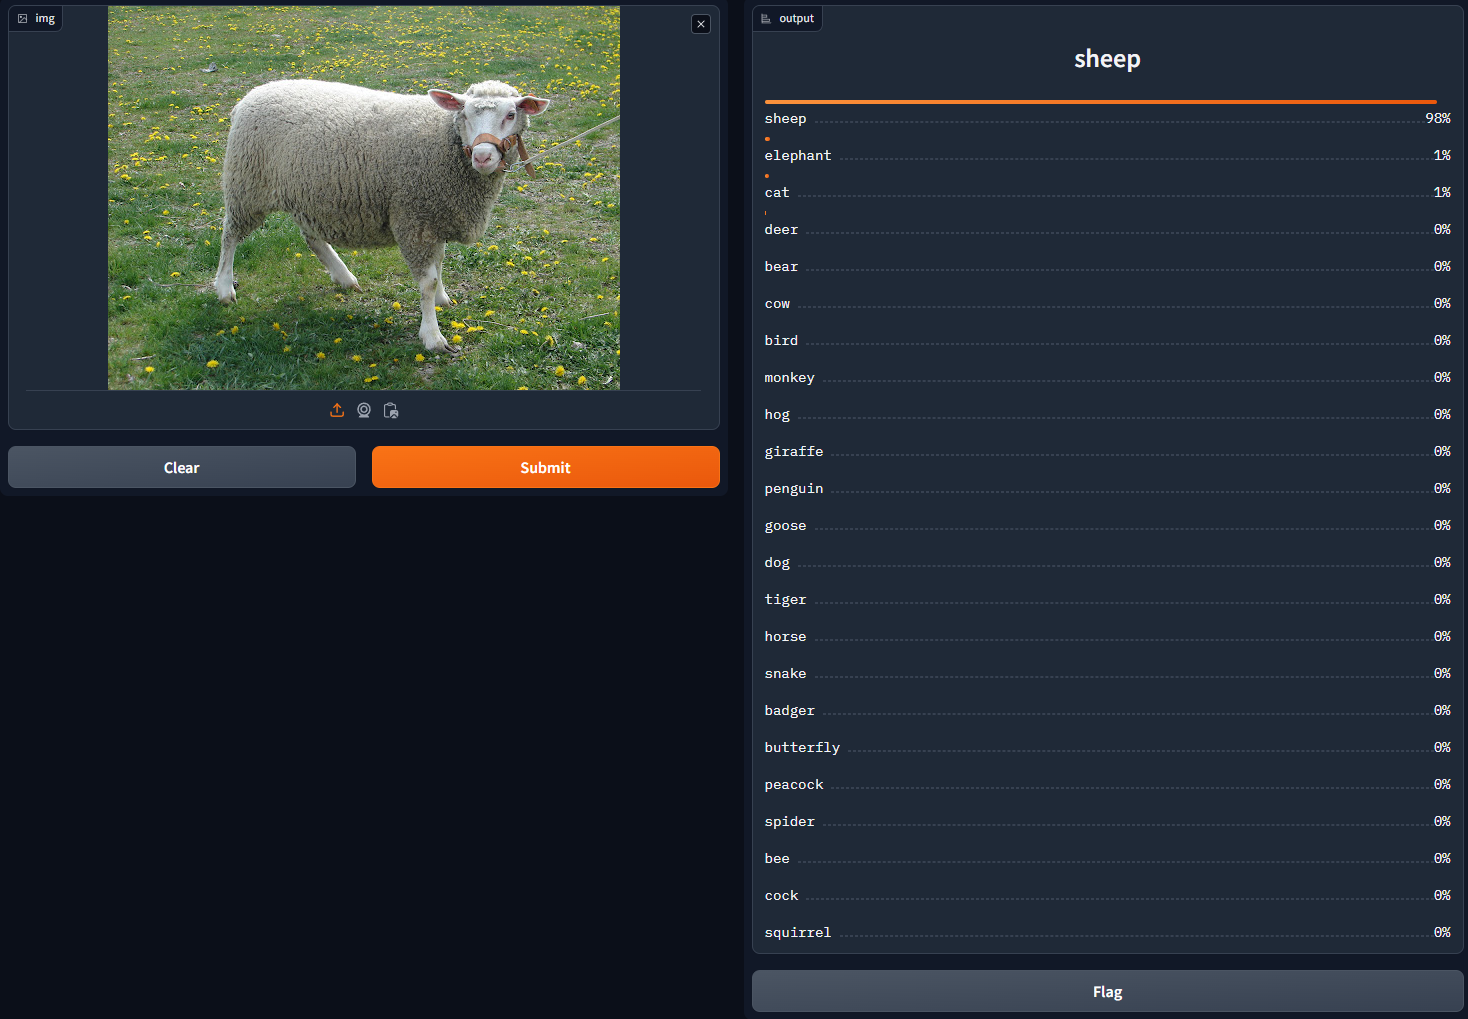 img
Clear
Submit
output
sheep
sheep 98%
elephant 1%
cat 1%
deer 0%
bear 0%
cow 0%
bird 0%
monkey 0%
hog 0%
giraffe 0%
penguin 0%
goose 0%
dog 0%
tiger 0%
horse 0%
snake 0%
badger 0%
butterfly 0%
peacock 0%
spider 0%
bee 0%
cock 0%
squirrel 0%
Flag